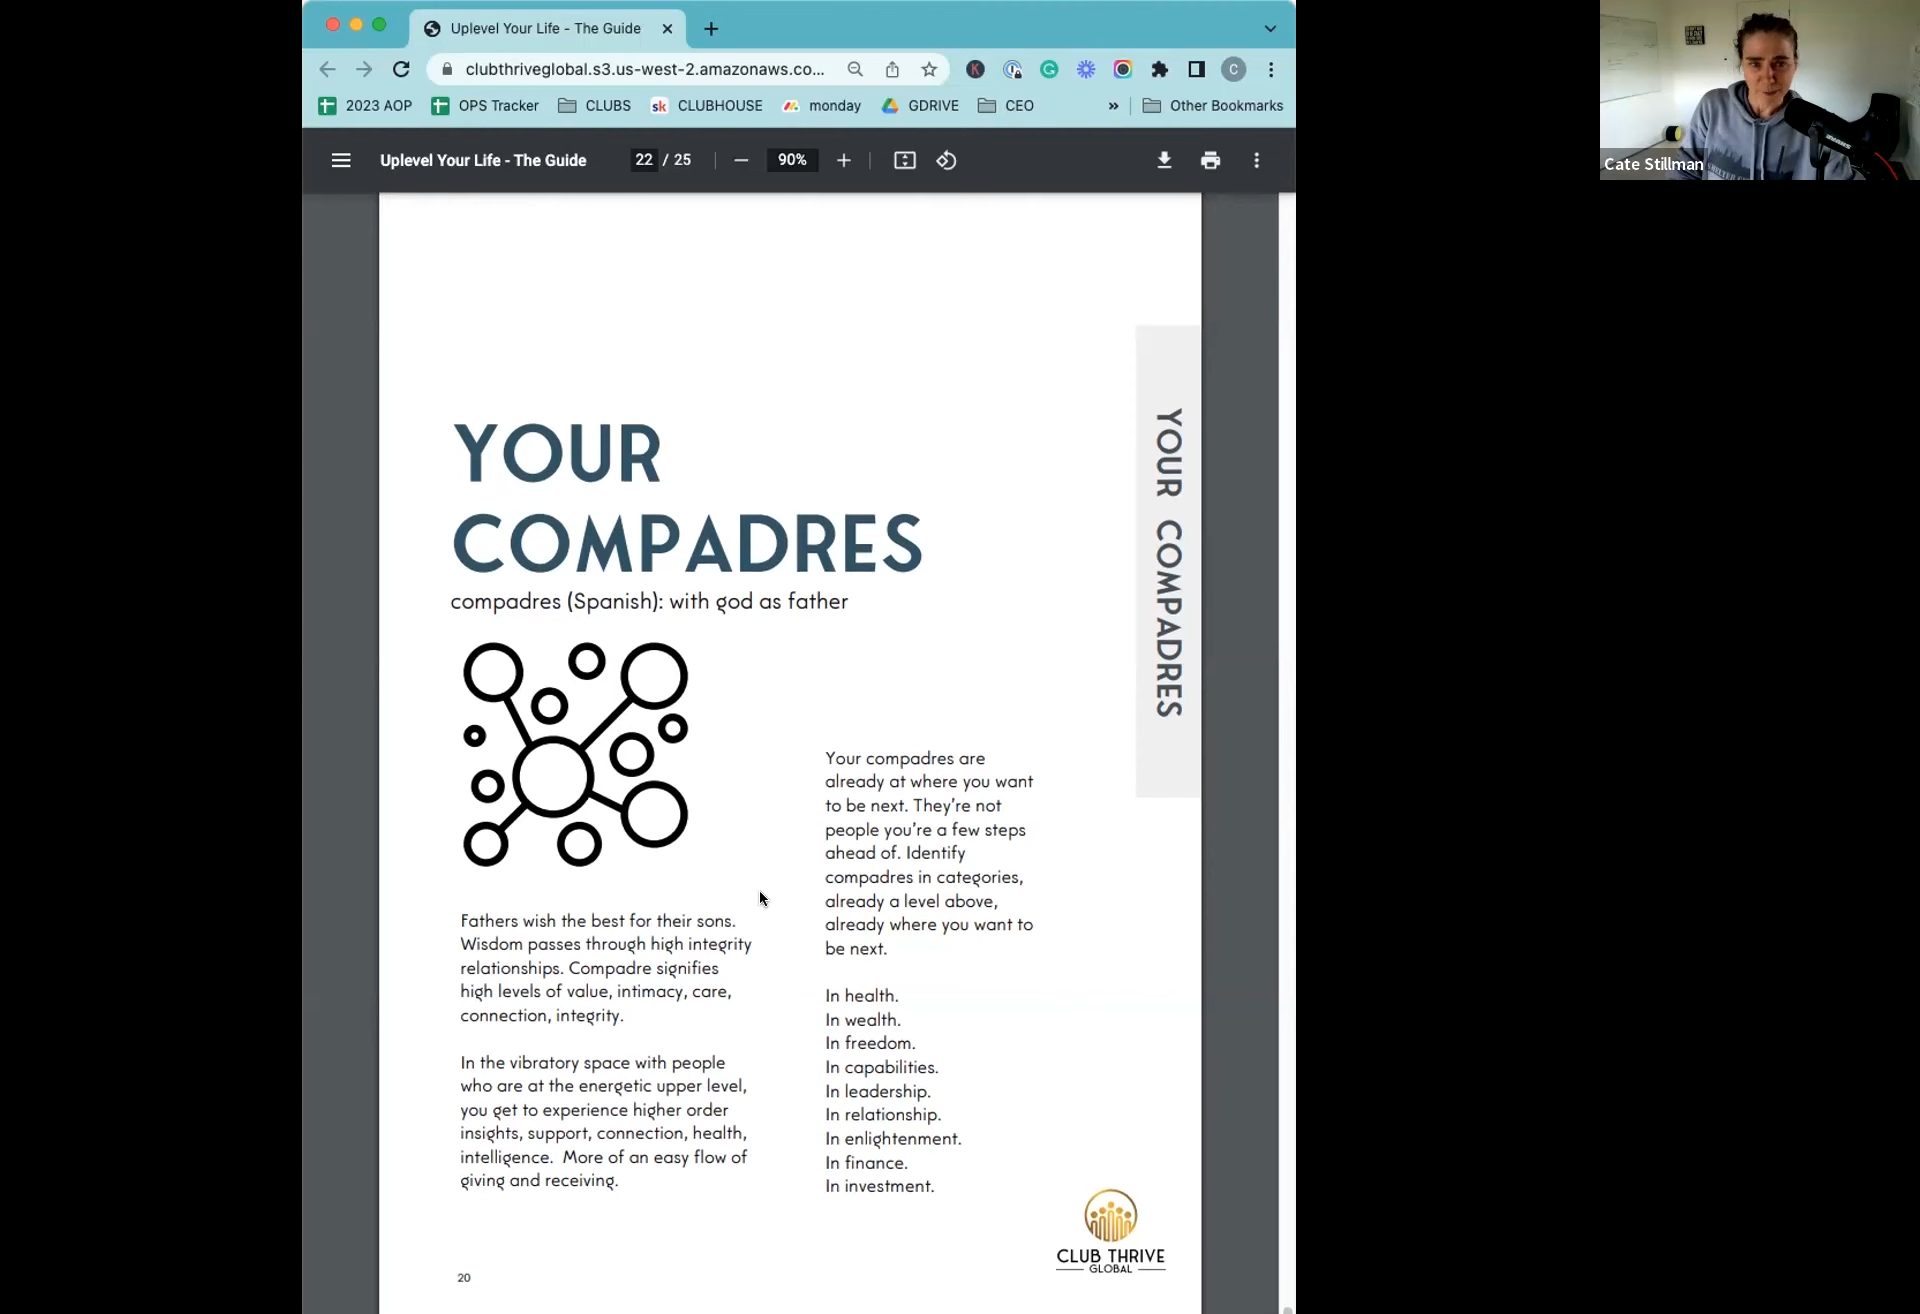 Uplevel Your Life - The Guide
clubthriveglobal.s3.us-west-2.amazonaws.co...
K
G
C
2023 AOP
OPS Tracker
CLUBS
sk
CLUBHOUSE
monday
GDRIVE
CEO
»
Other Bookmarks
Uplevel Your Life - The Guide
22 / 25
90%
Cate Stillman
YOUR
COMPADRES
compadres (Spanish): with god as father
YOUR COMPADRES
Fathers wish the best for their sons.
Wisdom passes through high integrity
relationships. Compadre signifies
high levels of value, intimacy, care,
connection, integrity.
In the vibratory space with people
who are at the energetic upper level,
you get to experience higher order
insights, support, connection, health,
intelligence.  More of an easy flow of
giving and receiving.
Your compadres are
already at where you want
to be next. They're not
people you're a few steps
ahead of. Identify
compadres in categories,
already a level above,
already where you want to
be next.
In health.
In wealth.
In freedom.
In capabilities.
In leadership.
In relationship.
In enlightenment.
In finance.
In investment.
CLUB THRIVE
GLOBAL
20